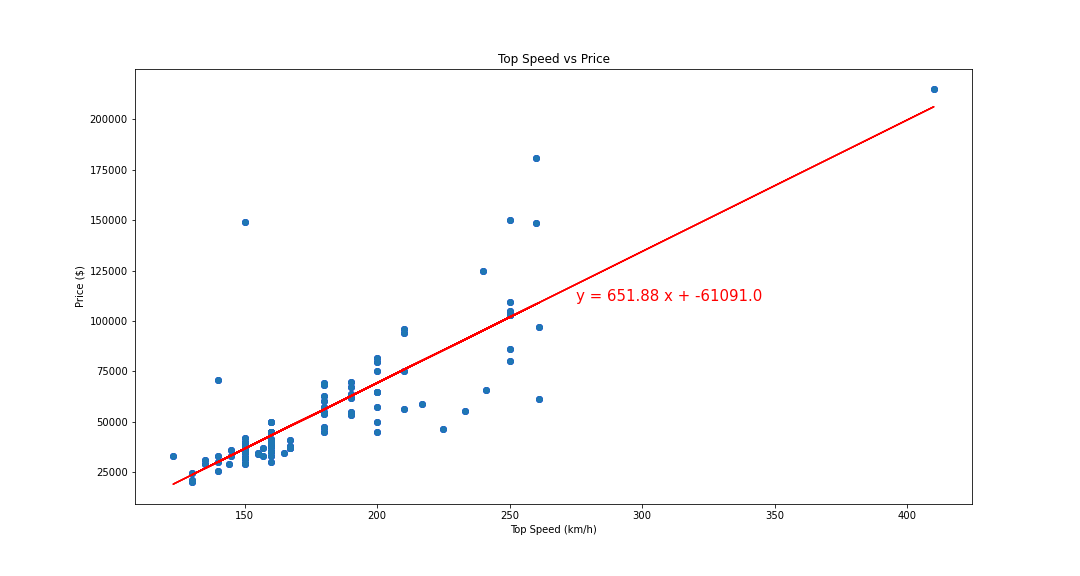 Top Speed vs Price
Price ($)
200000
175000
150000
125000
100000
75000
50000
25000
y = 651.88 x + -61091.0
150 200 250 300 350 400
Top Speed (km/h)